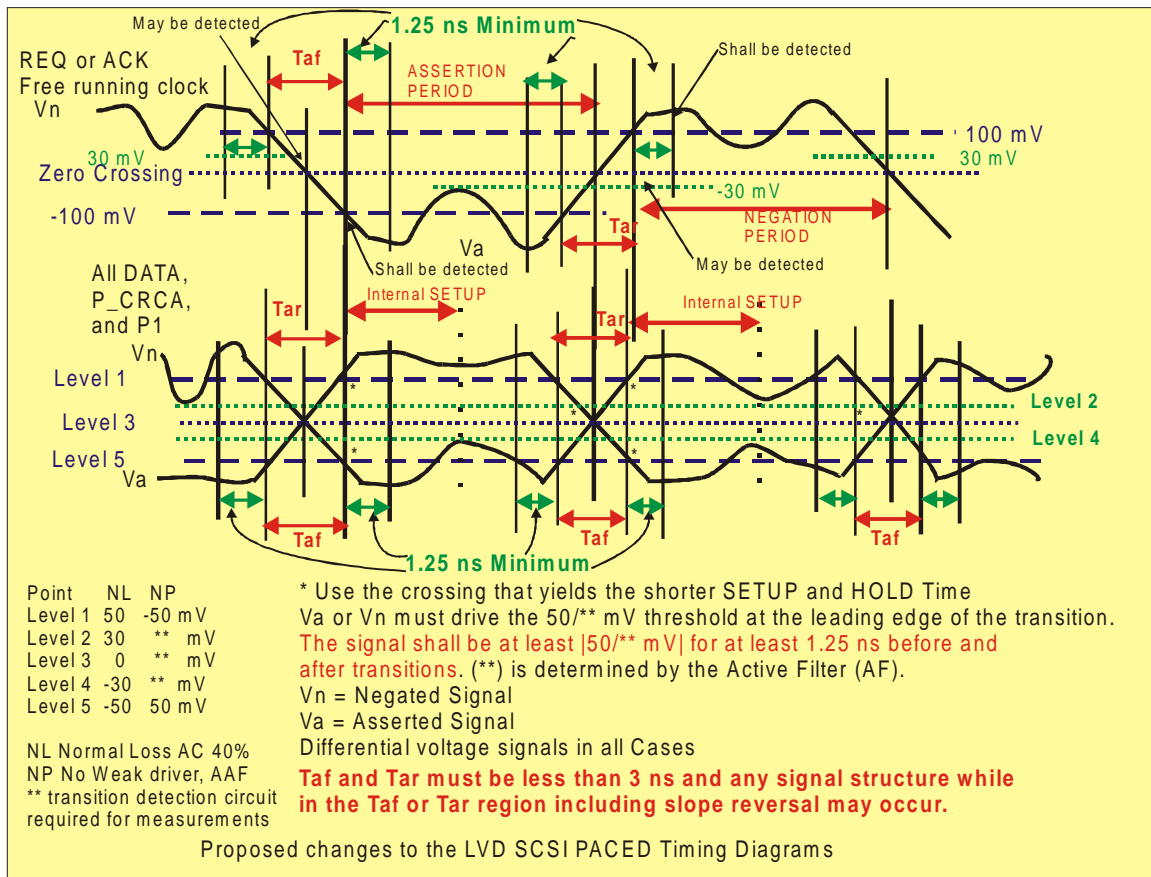 May be detected
1.25 ns Minimum
Shall be detected
REQ or ACK
Free running clock
Taf
ASSERTION
PERIOD
Vn
100 mV
30 mV
30 mV
Zero Crossing
-30 mV
-100 mV
NEGATION
PERIOD
Tar
Va
Shall be detected
May be detected
All DATA,
P_CRCA,
and P1
Internal SETUP
Internal SETUP
Tar
Tar
Vn
Level 1
*
*
Level 2
*
*
Level 3
Level 4
Level 5
*
*
Va
Taf
Taf
Taf
1.25 ns Minimum
Point NL NP
Level 1 50 -50 mV
Level 2 30 ** mV
Level 3 0 ** mV
Level 4 -30 ** mV
Level 5 -50 50 mV
NL Normal Loss AC 40%
NP No Weak driver, AAF
** transition detection circuit
required for measurements
* Use the crossing that yields the shorter SETUP and HOLD Time
Va or Vn must drive the 50/** mV threshold at the leading edge of the transition.
The signal shall be at least |50/** mV| for at least 1.25 ns before and
after transitions. (**) is determined by the Active Filter (AF).
Vn = Negated Signal
Va = Asserted Signal
Differential voltage signals in all Cases
Taf and Tar must be less than 3 ns and any signal structure while
in the Taf or Tar region including slope reversal may occur.
Proposed changes to the LVD SCSI PACED Timing Diagrams